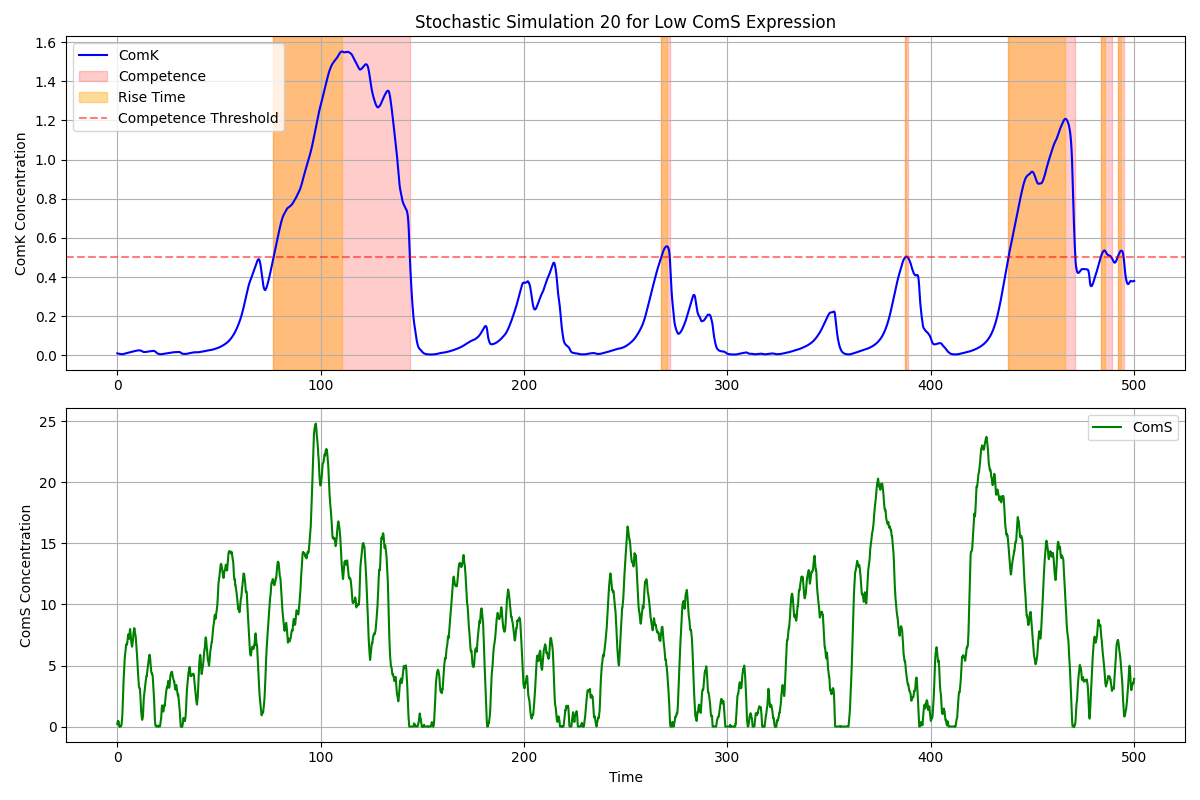 Stochastic Simulation 20 for Low ComS Expression
ComK Concentration
1.6
1.4
1.2
1.0
0.8
0.6
0.4
0.2
0.0
ComK
Competence
Rise Time
Competence Threshold
0 100 200 300 400 500
ComS Concentration
25
20
15
10
5
0
ComS
0 100 200 300 400 500
Time